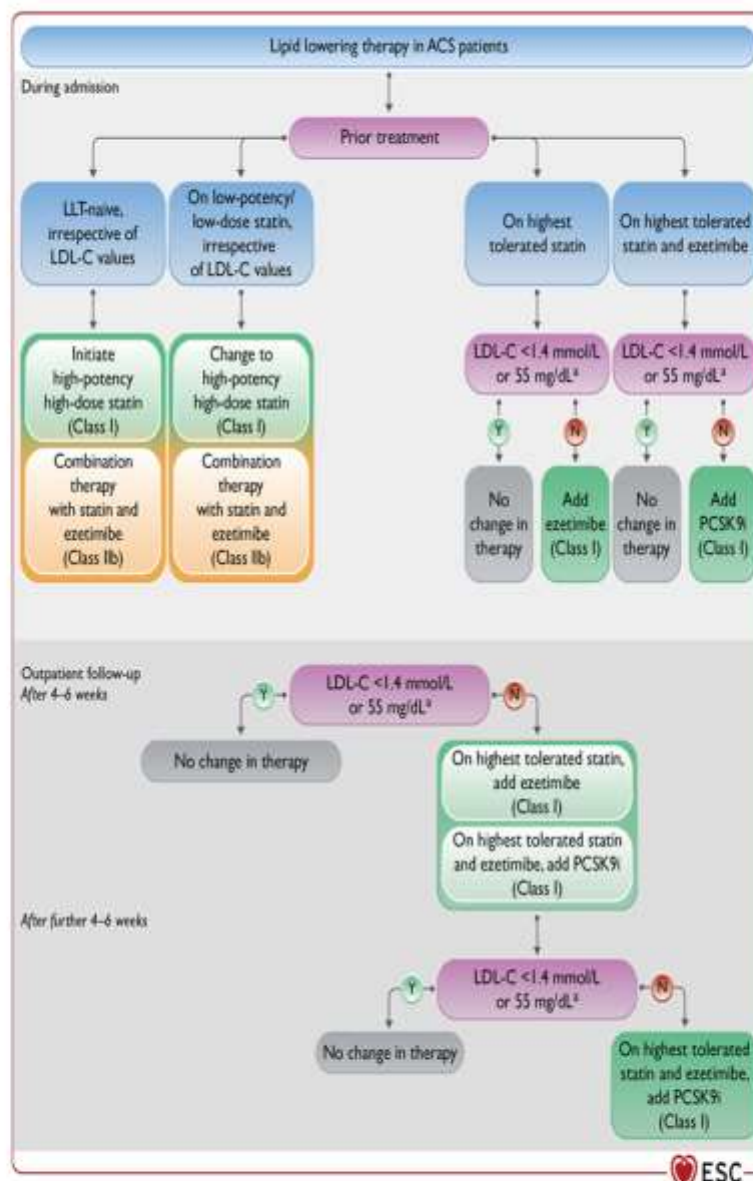 Lipid lowering therapy in ACS patients
During admission
Prior treatment
LLT-naive,
irrespective of
LDL-C values
On low-potency/
low-dose statin,
irrespective
of LDL-C values
On highest
tolerated statin
On highest tolerated
statin and ezetimibe
Initiate
high-potency
high-dose statin
(Class I)
Change to
high-potency
high-dose statin
(Class I)
LDL-C <1.4 mmol/L
or 55 mg/dLª
LDL-C <1.4 mmol/L
or 55 mg/dLª
Y
N
Y
N
Combination
therapy
with statin and
ezetimibe
(Class IIb)
Combination
therapy
with statin and
ezetimibe
(Class IIb)
No
change in
therapy
Add
ezetimibe
(Class I)
No
change in
therapy
Add
PCSK9i
(Class I)
Outpatient follow-up
After 4–6 weeks
LDL-C <1.4 mmol/L
or 55 mg/dLª
Y
N
No change in therapy
On highest tolerated statin,
add ezetimibe
(Class I)
On highest tolerated statin
and ezetimibe, add PCSK9i
(Class I)
After further 4–6 weeks
LDL-C <1.4 mmol/L
or 55 mg/dLª
Y
N
No change in therapy
On highest tolerated
statin and ezetimibe,
add PCSK9i
(Class I)
ESC